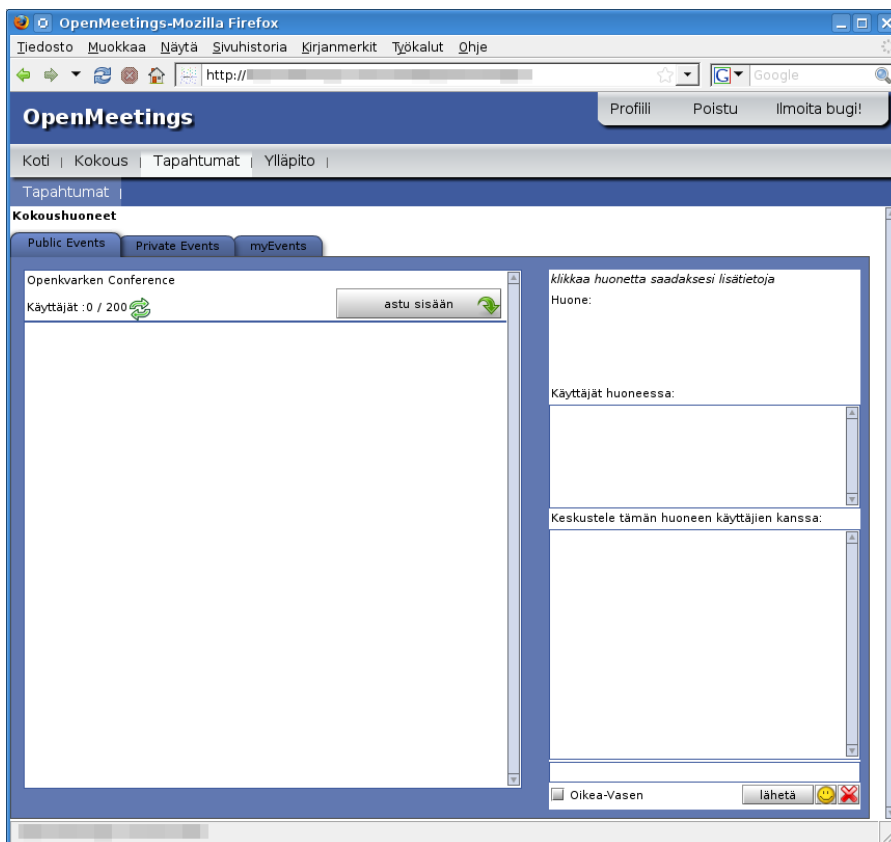 OpenMeetings-Mozilla Firefox
Tiedosto Muokkaa Näytä Sivuhistoria Kirjanmerkit Työkalut Ohje
http:// G Google
OpenMeetings
Profiili Poistu Ilmoita bugi!
Koti | Kokous | Tapahtumat | Ylläpito |
Tapahtumat |
Kokoushuoneet
Public Events Private Events myEvents
Openkvarken Conference
Käyttäjät :0 / 200
astu sisään
klikkaa huonetta saadaksesi lisätietoja
Huone:
Käyttäjät huoneessa:
Keskustele tämän huoneen käyttäjien kanssa:
Oikea-Vasen lähetä